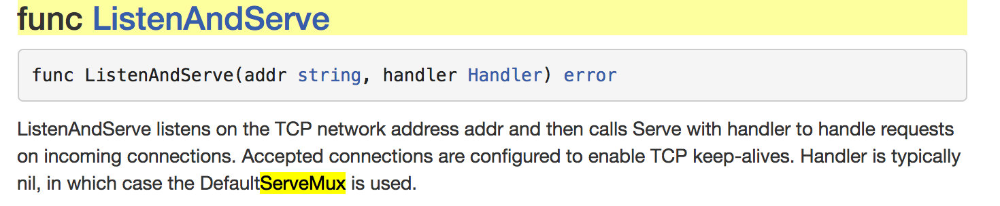 func ListenAndServe
func ListenAndServe(addr string, handler Handler) error
ListenAndServe listens on the TCP network address addr and then calls Serve with handler to handle requests
on incoming connections. Accepted connections are configured to enable TCP keep-alives. Handler is typically
nil, in which case the DefaultServeMux is used.